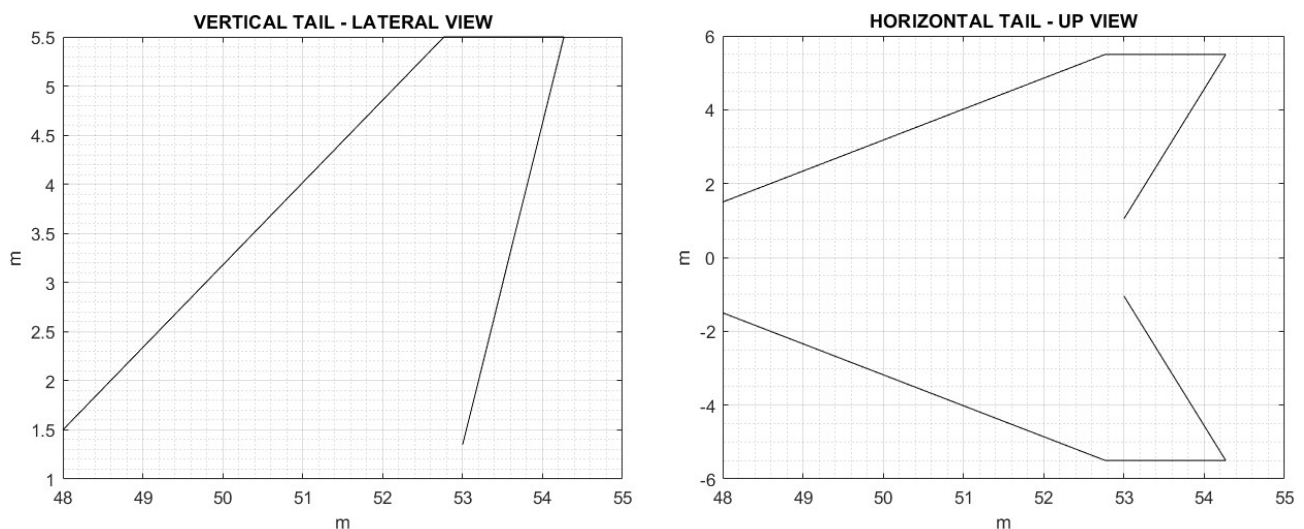 VERTICAL TAIL - LATERAL VIEW
5.5
5
4.5
4
3.5
3
2.5
2
1.5
1
m
48 49 50 51 52 53 54 55
m
HORIZONTAL TAIL - UP VIEW
6
4
2
0
-2
-4
-6
m
48 49 50 51 52 53 54 55
m